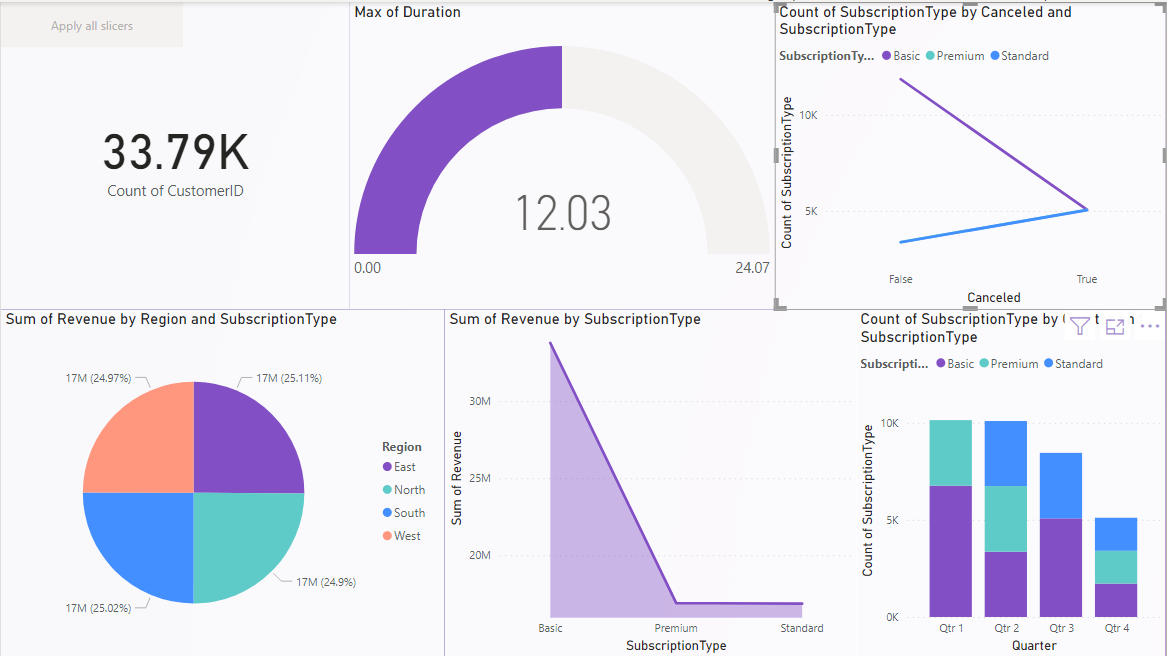 Apply all slicers
33.79K
Count of CustomerID
Max of Duration
12.03
0.00
24.07
Count of SubscriptionType by Canceled and
SubscriptionType
SubscriptionTy... Basic Premium Standard
Count of SubscriptionType
10K
5K
False True
Canceled
Sum of Revenue by Region and SubscriptionType
17M (24.97%)
17M (25.11%)
17M (24.9%)
17M (25.02%)
Region
East
North
South
West
Sum of Revenue by SubscriptionType
Sum of Revenue
30M
25M
20M
Basic Premium Standard
SubscriptionType
Count of SubscriptionType by
SubscriptionType
Subscripti... Basic Premium Standard
Count of SubscriptionType
10K
5K
0K
Qtr 1 Qtr 2 Qtr 3 Qtr 4
Quarter